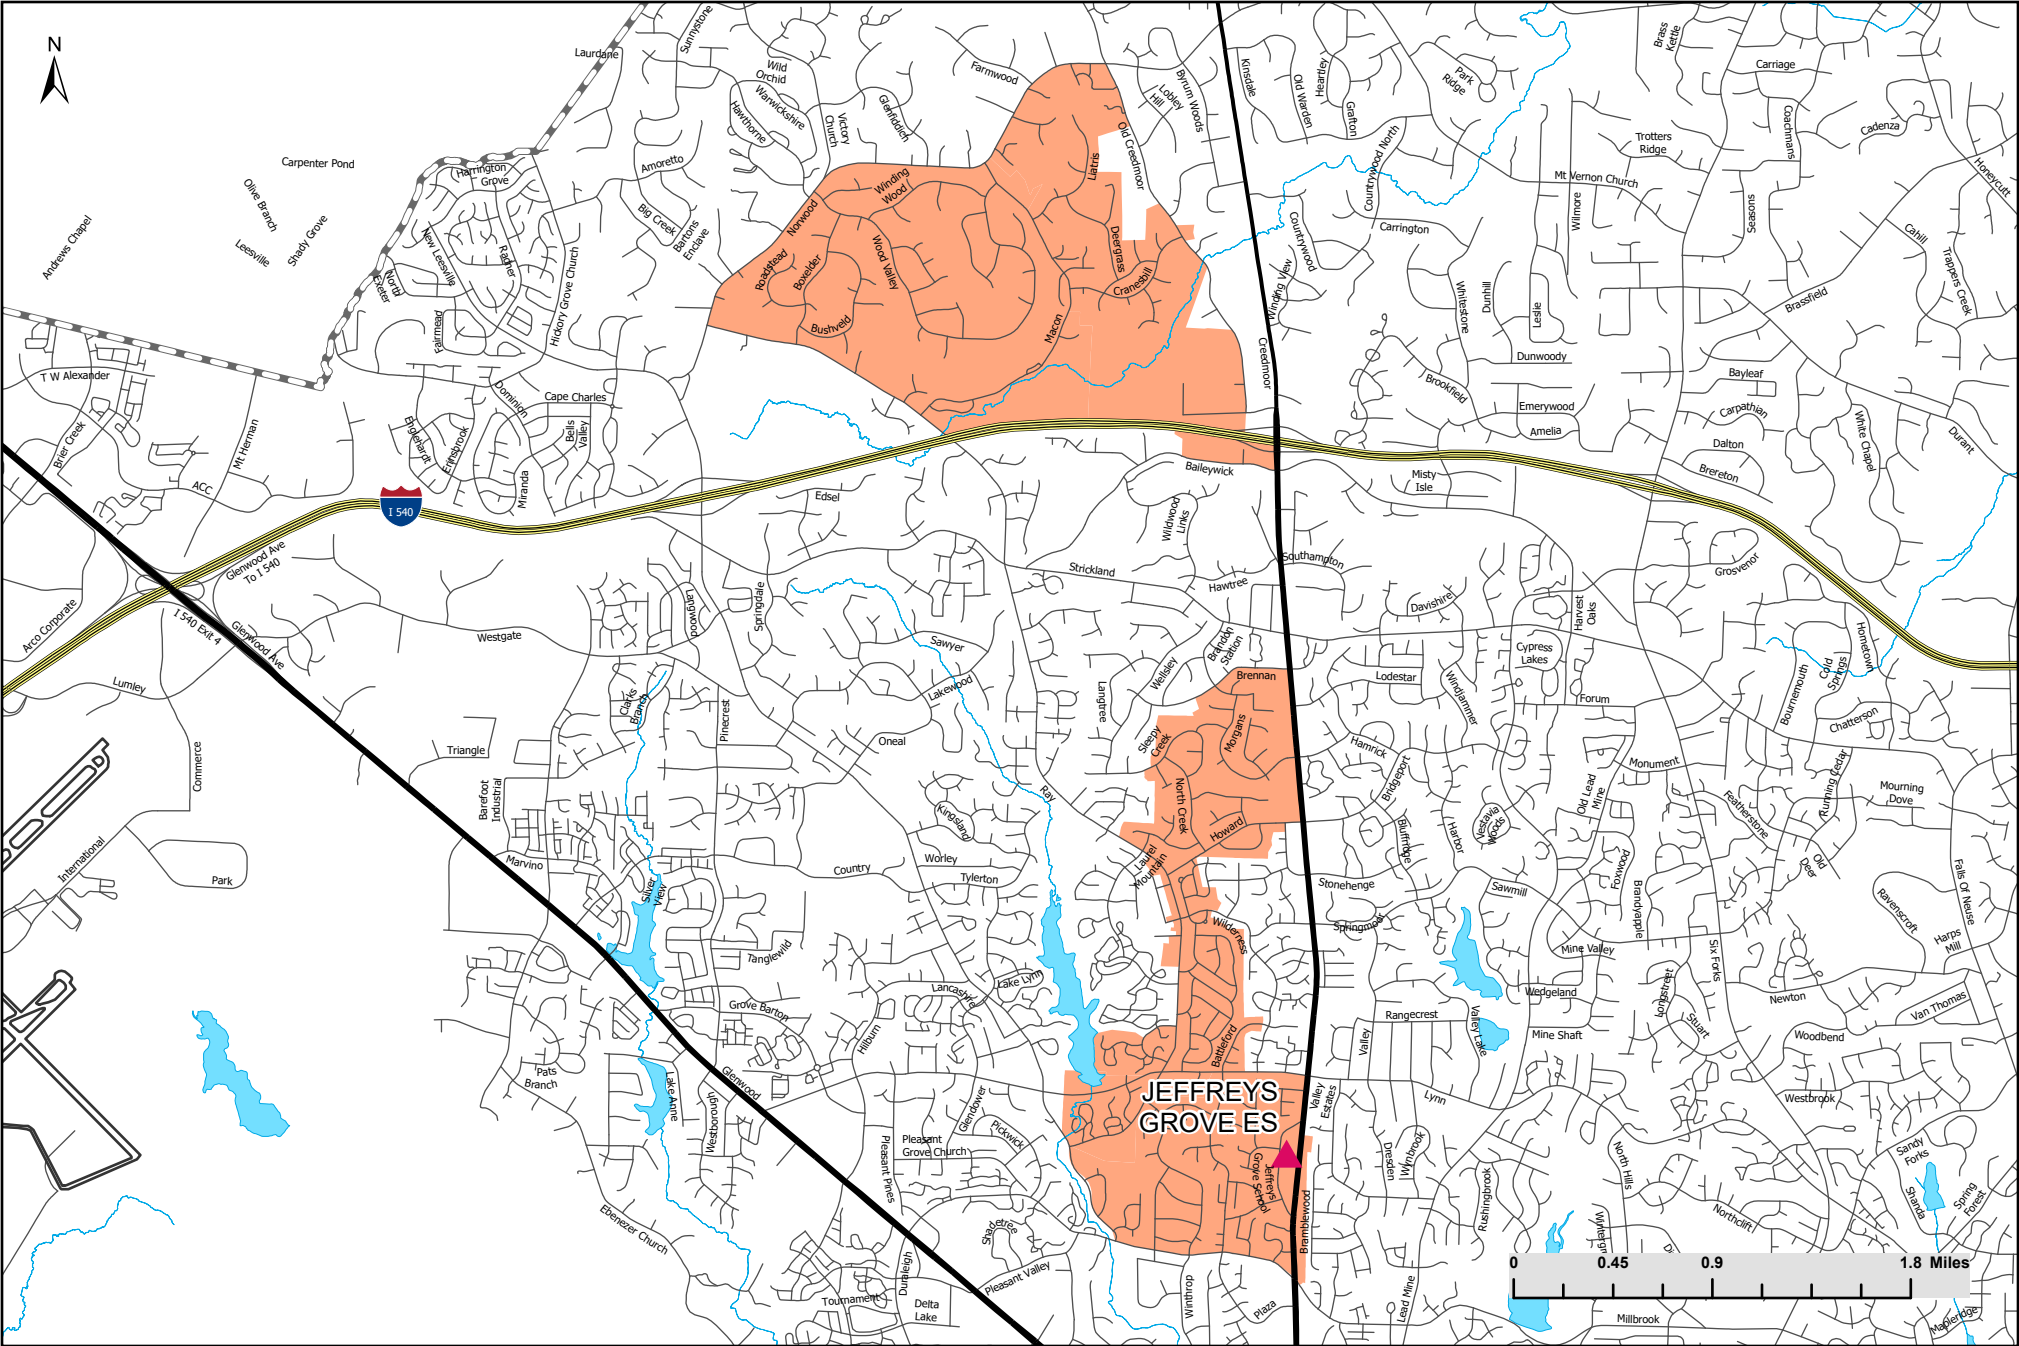 N
Laurdane
Sunnystone
Wild
Orchid
Warwickshire
Hawthorne
Victory
Church
Glenfiddich
Farmwood
Lobley
Hill
Byrum Woods
Old Creedmoor
Kinsdale
Old Warden
Heartley
Grafton
Park
Ridge
Brass
Kettle
Carriage
Coachmans
Cadenza
Honeycutt
Trotters
Ridge
Mt Vernon Church
Wilmore
Seasons
Countrywood North
Carrington
Countrywood
Winding View
Cahill
Trappers Creek
Brassfield
Carpenter Pond
Olive Branch
Shady Grove
Leesville
Andrews Chapel
Harrington
Grove
Amoretto
Big Creek
Bartons
Enclave
New Leesville
Radner
North
Exeter
Fairmead
Hickory Grove Church
Winding
Wood
Norwood
Roadstead
Boxelder
Wood Valley
Bushveld
Liatris
Deergrass
Cranesbill
Macon
Creedmoor
Whitestone
Dunhill
Leslie
Dunwoody
Brookfield
Emerywood
Amelia
Bayleaf
Carpathian
Dalton
Brereton
White Chapel
Durant
T W Alexander
Brier Creek
Mt Herman
ACC
Dominion
Cape Charles
Bells
Valley
Englehardt
Erinsbrook
Miranda
I 540
Edsel
Baileywick
Misty
Isle
Wildwood
Links
Southampton
Strickland
Hawtree
Davishire
Harvest
Oaks
Grosvenor
Glenwood Ave
To I 540
I 540 Exit 4
Glenwood Ave
Arco Corporate
Lumley
Westgate
Langwood
Springdale
Sawyer
Lakewood
Langtree
Wellsley
Brandon
Station
Brennan
Lodestar
Windjammer
Cypress
Lakes
Forum
Hometown
Cold
Springs
Bournemouth
Chatterson
Clarks
Branch
Pinecrest
Oneal
Triangle
Commerce
Barefoot
Industrial
Sleepy
Creek
Morgans
Hamrick
Bridgeport
Monument
Old Lead
Mine
Running Cedar
Mourning
Dove
Featherstone
Ray
North Creek
Howard
Kingsland
Laurel
Mountain
Bluffridge
Harbor
Vestavia
Woods
Foxwood
Old
Deer
Falls Of Neuse
International
Park
Marvino
Silver
View
Country
Worley
Tylerton
Stonehenge
Sawmill
Brandyapple
Ravenscroft
Harps
Mill
Wilderness
Springmoor
Mine Valley
Six Forks
Tanglewild
Lake Lynn
Lancashire
Grove Barton
Hilburn
Wedgeland
Longstreet
Newton
Van Thomas
Rangecrest
Valley
Valley Lake
Mine Shaft
Stuart
Woodbend
Battleford
Pats
Branch
Lake Anne
Glenwood
Westborough
Glendower
Pickwick
Pleasant
Grove Church
Pleasant Pines
JEFFREYS
GROVE ES
Valley
Estates
Lynn
Westbrook
Jeffreys
Grove School
Bramblewood
Dresden
Wynbrook
Rushingbrook
North Hills
Northclift
Sandy
Forks
Shanda
Spring
Forest
Ebenezer Church
Shadetree
Duraleigh
Pleasant Valley
Tournament
Delta
Lake
Winthrop
Plaza
Lead Mine
Millbrook
Mapleridge
0 0.45 0.9 1.8 Miles